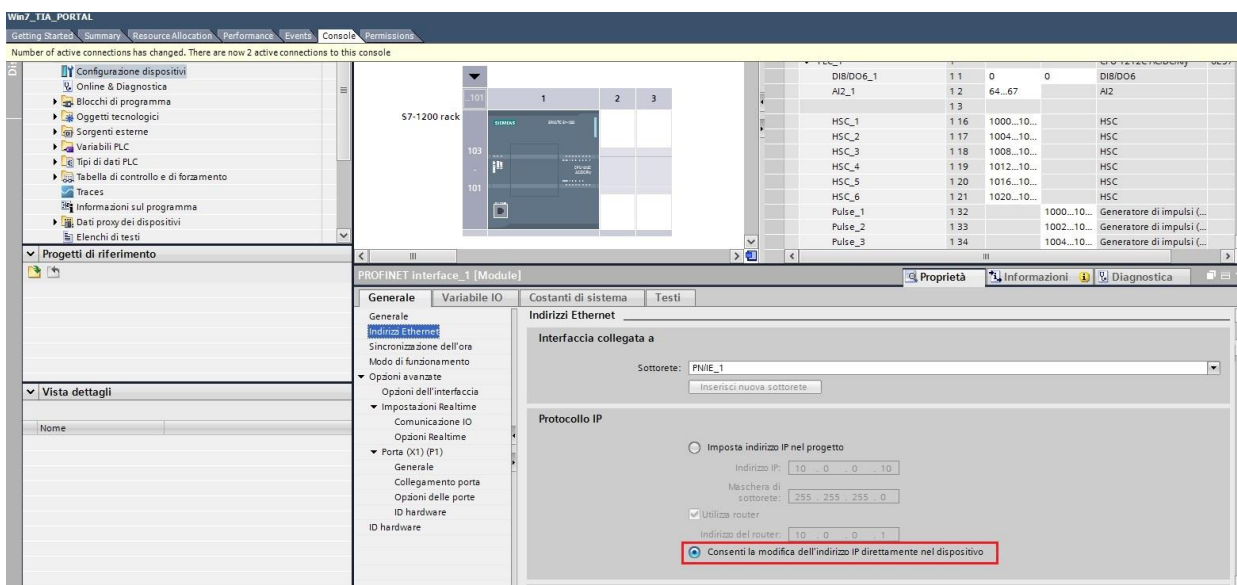 Win7_TIA_PORTAL
Getting Started Summary Resource Allocation Performance Events Console Permissions
Number of active connections has changed. There are now 2 active connections to this console
Configurazione dispositivi
Online & Diagnostica
Blocchi di programma
Oggetti tecnologici
Sorgenti esterne
Variabili PLC
Tipi di dati PLC
Tabella di controllo e di forzamento
Traces
Informazioni sul programma
Dati proxy dei dispositivi
Elenchi di testi
Progetti di riferimento
Vista dettagli
Nome
..101 1 2 3
S7-1200 rack
SIEMENS
103
101
DI8/DO6_1 1 1 0 0 DI8/DO6
AI2_1 1 2 64...67 AI2
1 3
HSC_1 1 16 1000...10... HSC
HSC_2 1 17 1004...10... HSC
HSC_3 1 18 1008...10... HSC
HSC_4 1 19 1012...10... HSC
HSC_5 1 20 1016...10... HSC
HSC_6 1 21 1020...10... HSC
Pulse_1 1 32 1000...10... Generatore di impulsi (...
Pulse_2 1 33 1002...10... Generatore di impulsi (...
Pulse_3 1 34 1004...10... Generatore di impulsi (...
PROFINET interface_1 [Module]
Proprietà Informazioni Diagnostica
Generale Variabile IO Costanti di sistema Testi
Generale
Indirizzi Ethernet
Sincronizzazione dell'ora
Modo di funzionamento
Opzioni avanzate
Opzioni dell'interfaccia
Impostazioni Realtime
Comunicazione IO
Opzioni Realtime
Porta (X1) (P1)
Generale
Collegamento porta
Opzioni delle porte
ID hardware
ID hardware
Indirizzi Ethernet
Interfaccia collegata a
Sottorete: PN/IE_1
Inserisci nuova sottorete
Protocollo IP
Imposta indirizzo IP nel progetto
Indirizzo IP: 10 . 0 . 0 . 10
Maschera di
sottorete: 255 . 255 . 255 . 0
Utilizza router
Indirizzo del router: 10 . 0 . 0 . 1
Consenti la modifica dell'indirizzo IP direttamente nel dispositivo